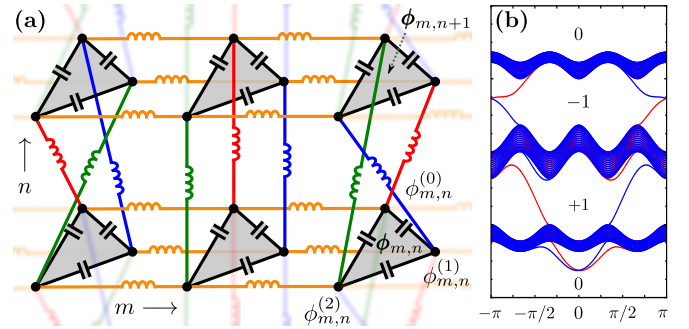 (a)
ϕ_{m,n+1}
n
ϕ^{(0)}_{m,n}
ϕ_{m,n}
ϕ^{(1)}_{m,n}
m
ϕ^{(2)}_{m,n}
(b)
0
−1
+1
0
−π −π/2 0 π/2 π